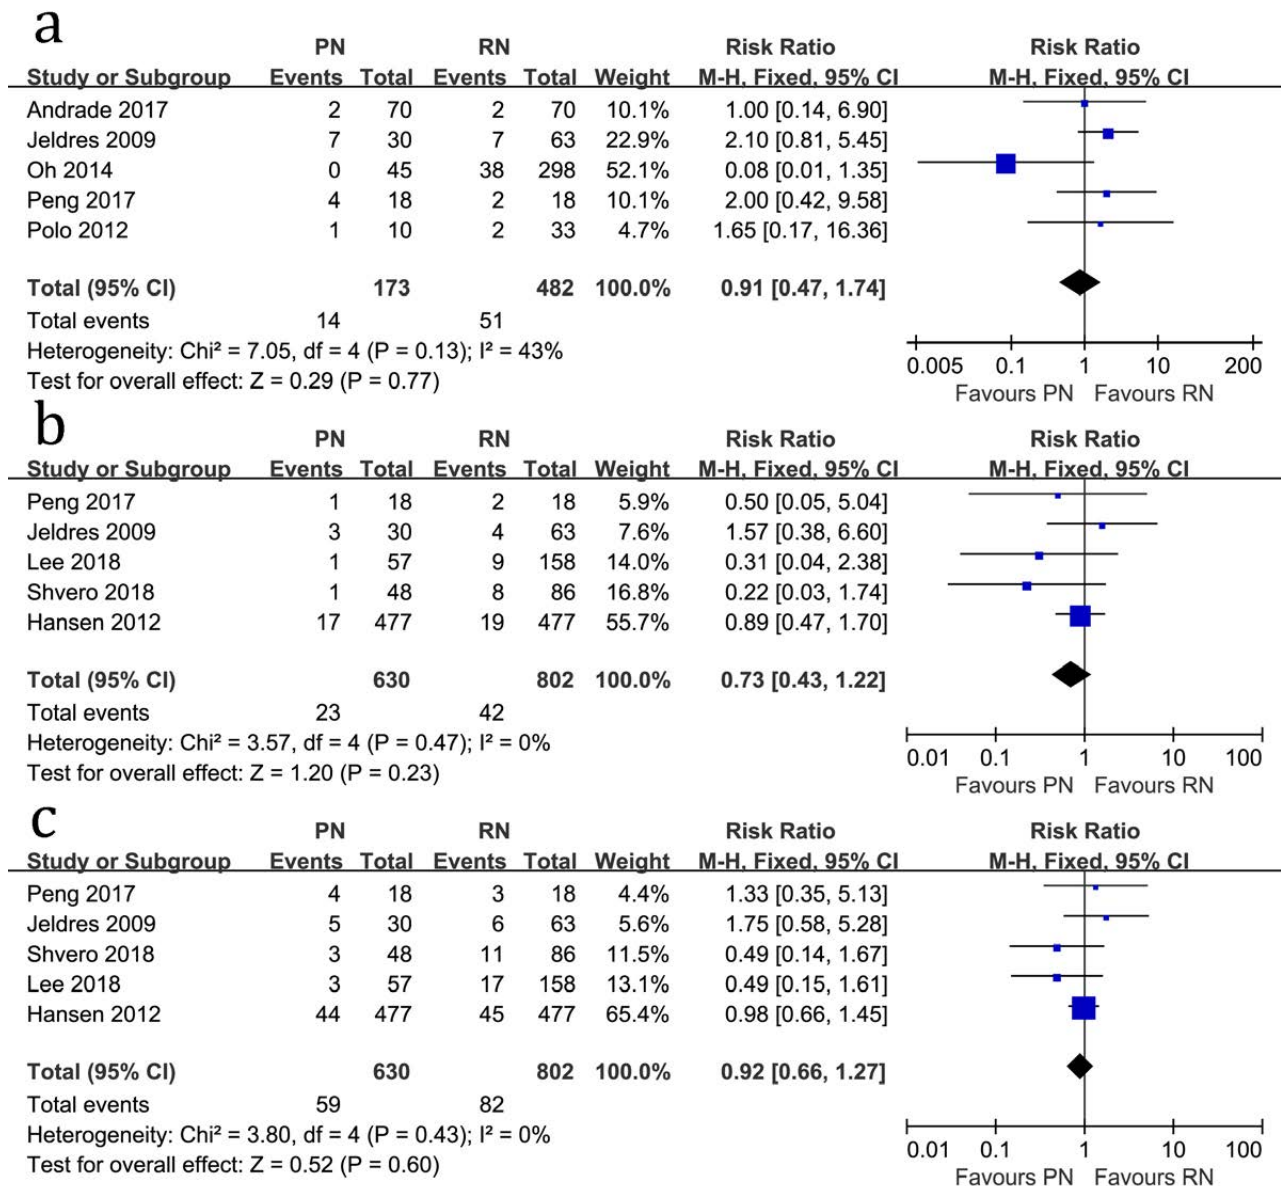 a
PN RN Risk Ratio Risk Ratio
Study or Subgroup Events Total Events Total Weight M-H, Fixed, 95% CI M-H, Fixed, 95% CI
Andrade 2017 2 70 2 70 10.1% 1.00 [0.14, 6.90]
Jeldres 2009 7 30 7 63 22.9% 2.10 [0.81, 5.45]
Oh 2014 0 45 38 298 52.1% 0.08 [0.01, 1.35]
Peng 2017 4 18 2 18 10.1% 2.00 [0.42, 9.58]
Polo 2012 1 10 2 33 4.7% 1.65 [0.17, 16.36]
Total (95% CI) 173 482 100.0% 0.91 [0.47, 1.74]
Total events 14 51
Heterogeneity: Chi² = 7.05, df = 4 (P = 0.13); I² = 43%
Test for overall effect: Z = 0.29 (P = 0.77)
0.005 0.1 1 10 200
Favours PN Favours RN
b
PN RN Risk Ratio Risk Ratio
Study or Subgroup Events Total Events Total Weight M-H, Fixed, 95% CI M-H, Fixed, 95% CI
Peng 2017 1 18 2 18 5.9% 0.50 [0.05, 5.04]
Jeldres 2009 3 30 4 63 7.6% 1.57 [0.38, 6.60]
Lee 2018 1 57 9 158 14.0% 0.31 [0.04, 2.38]
Shvero 2018 1 48 8 86 16.8% 0.22 [0.03, 1.74]
Hansen 2012 17 477 19 477 55.7% 0.89 [0.47, 1.70]
Total (95% CI) 630 802 100.0% 0.73 [0.43, 1.22]
Total events 23 42
Heterogeneity: Chi² = 3.57, df = 4 (P = 0.47); I² = 0%
Test for overall effect: Z = 1.20 (P = 0.23)
0.01 0.1 1 10 100
Favours PN Favours RN
c
PN RN Risk Ratio Risk Ratio
Study or Subgroup Events Total Events Total Weight M-H, Fixed, 95% CI M-H, Fixed, 95% CI
Peng 2017 4 18 3 18 4.4% 1.33 [0.35, 5.13]
Jeldres 2009 5 30 6 63 5.6% 1.75 [0.58, 5.28]
Shvero 2018 3 48 11 86 11.5% 0.49 [0.14, 1.67]
Lee 2018 3 57 17 158 13.1% 0.49 [0.15, 1.61]
Hansen 2012 44 477 45 477 65.4% 0.98 [0.66, 1.45]
Total (95% CI) 630 802 100.0% 0.92 [0.66, 1.27]
Total events 59 82
Heterogeneity: Chi² = 3.80, df = 4 (P = 0.43); I² = 0%
Test for overall effect: Z = 0.52 (P = 0.60)
0.01 0.1 1 10 100
Favours PN Favours RN